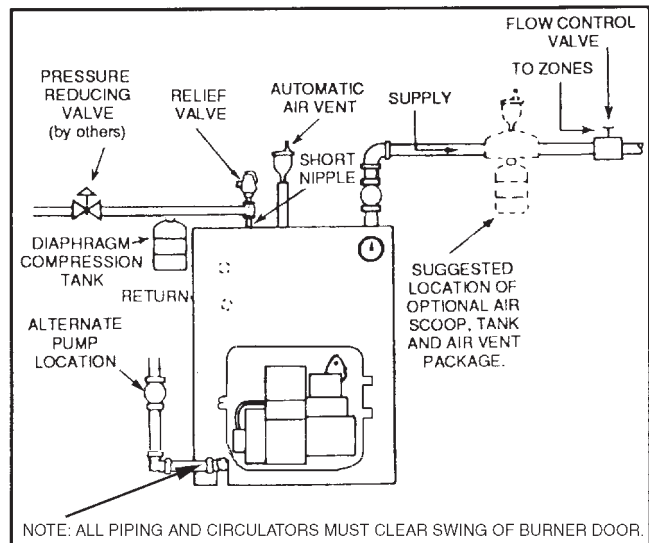 FLOW CONTROL
VALVE
TO ZONES
PRESSURE
REDUCING
VALVE
(by others)
RELIEF
VALVE
AUTOMATIC
AIR VENT
SUPPLY
SHORT
NIPPLE
DIAPHRAGM
COMPRESSION
TANK
RETURN
SUGGESTED
LOCATION OF
OPTIONAL AIR
SCOOP, TANK
AND AIR VENT
PACKAGE.
ALTERNATE
PUMP
LOCATION
NOTE: ALL PIPING AND CIRCULATORS MUST CLEAR SWING OF BURNER DOOR.